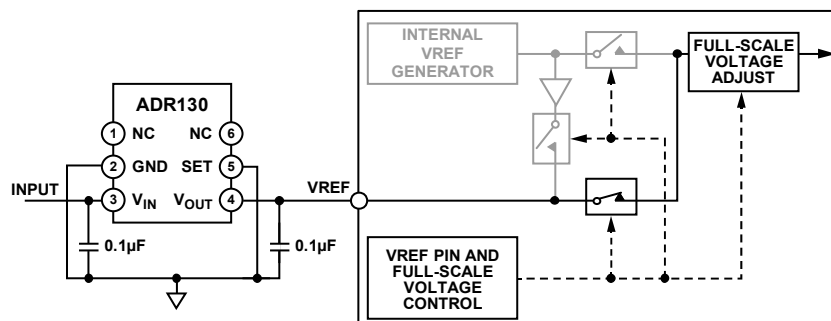 INTERNAL
VREF
GENERATOR
FULL-SCALE
VOLTAGE
ADJUST
ADR130
1 NC NC 6
2 GND SET 5
INPUT
3 VIN VOUT 4
VREF
0.1µF
0.1µF
VREF PIN AND
FULL-SCALE
VOLTAGE
CONTROL